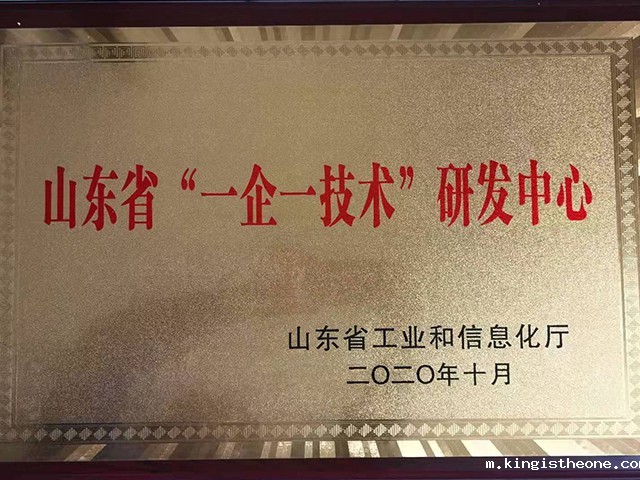 山东省“一企一技术”研发中心
山东省工业和信息化厅
二〇二〇年十月
m.kingistheone.com